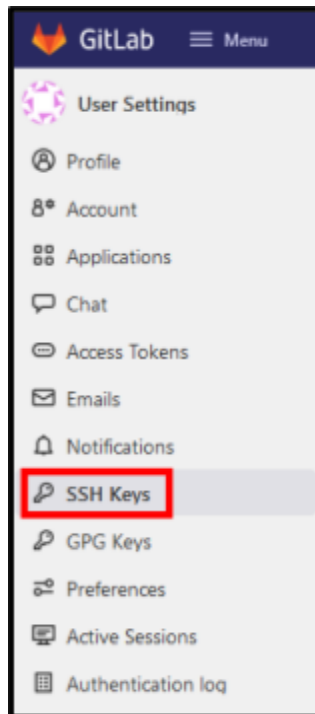 GitLab Menu
User Settings
Profile
Account
Applications
Chat
Access Tokens
Emails
Notifications
SSH Keys
GPG Keys
Preferences
Active Sessions
Authentication log